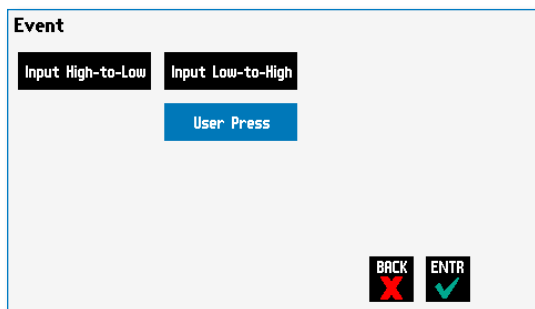 Event
Input High-to-Low
Input Low-to-High
User Press
BACK
ENTR